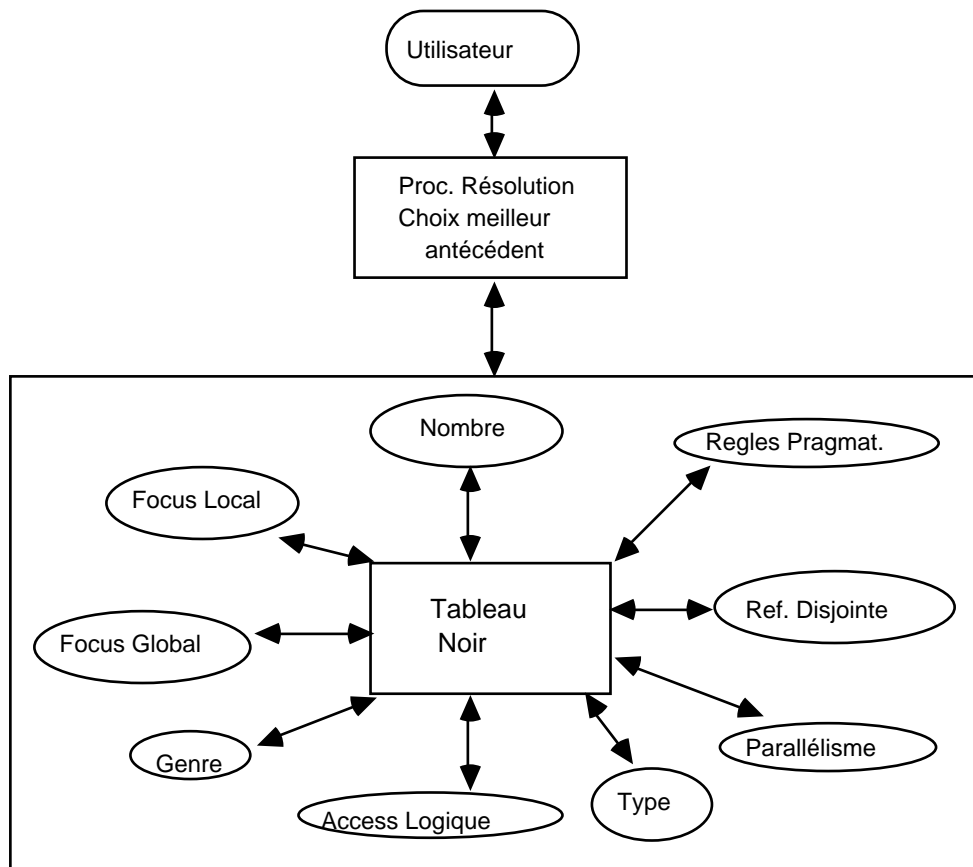 Utilisateur
Proc. Résolution
Choix meilleur
antécédent
Nombre
Regles Pragmat.
Focus Local
Tableau
Noir
Ref. Disjointe
Focus Global
Parallélisme
Genre
Type
Access Logique